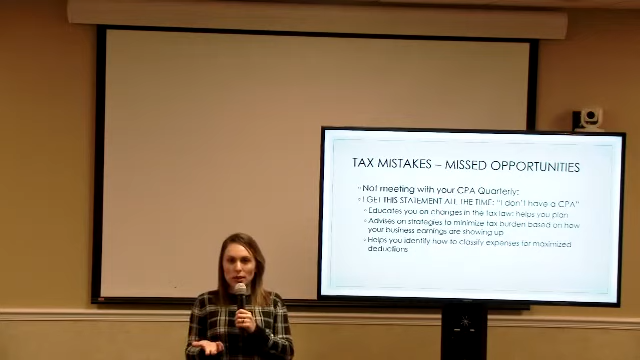 TAX MISTAKES – MISSED OPPORTUNITIES
Not meeting with your CPA Quarterly:
I GET THIS STATEMENT ALL THE TIME: "I don't have a CPA"
Educates you on changes in the tax law; helps you plan
Advises on strategies to minimize tax burden based on how
your business earnings are showing up
Helps you identify how to classify expenses for maximized
deductions